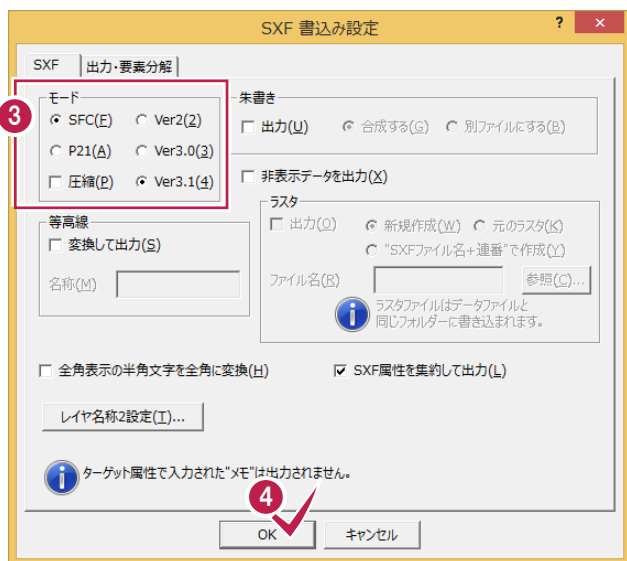 SXF 書込み設定
? ×
SXF 出力・要素分解
3
モード
SFC(F) Ver2(2)
P21(A) Ver3.0(3)
圧縮(P) Ver3.1(4)
朱書き
出力(U) 合成する(G) 別ファイルにする(B)
非表示データを出力(X)
等高線
変換して出力(S)
名称(M)
ラスタ
出力(O) 新規作成(W) 元のラスタ(K)
"SXFファイル名+連番"で作成(Y)
ファイル名(R) 参照(C)...
ラスタファイルはデータファイルと
同じフォルダーに書き込まれます。
全角表示の半角文字を全角に変換(H) SXF属性を集約して出力(L)
レイヤ名称2設定(T)...
ターゲット属性で入力された"メモ"は出力されません。
4
OK キャンセル